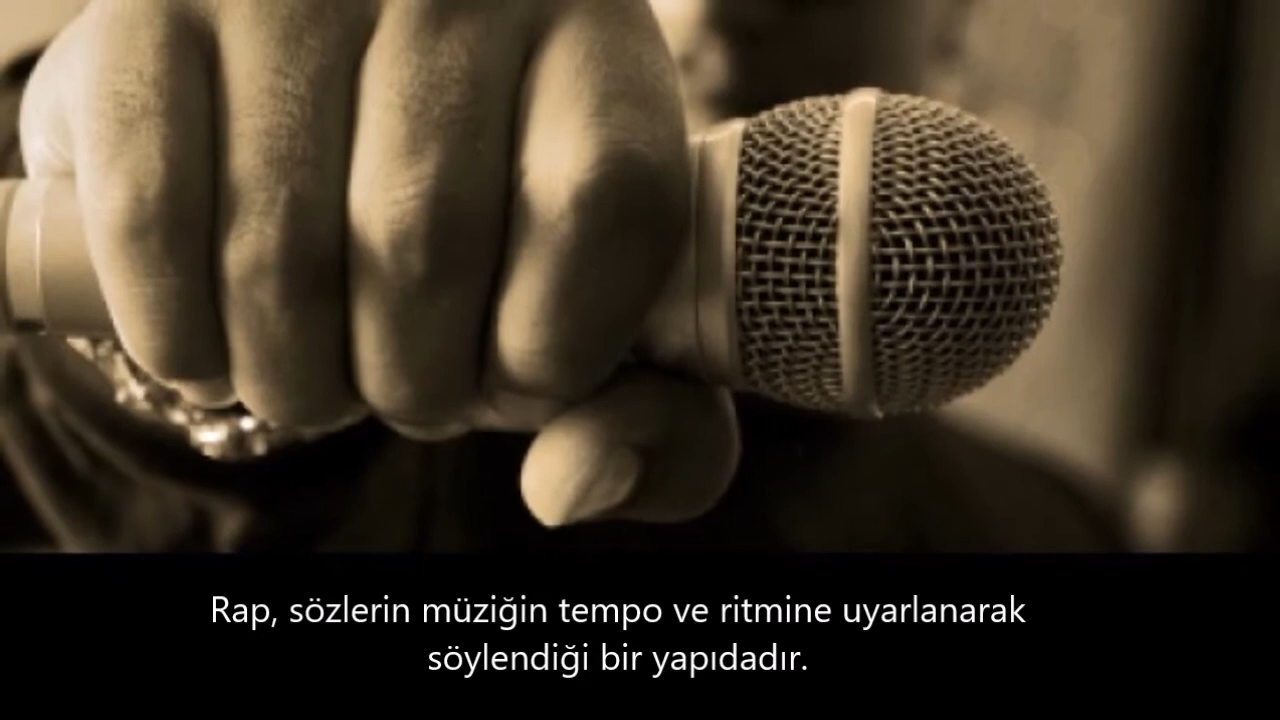 Rap, sözlerin müziğin tempo ve ritmine uyarlanarak
söylendiği bir yapıdadır.